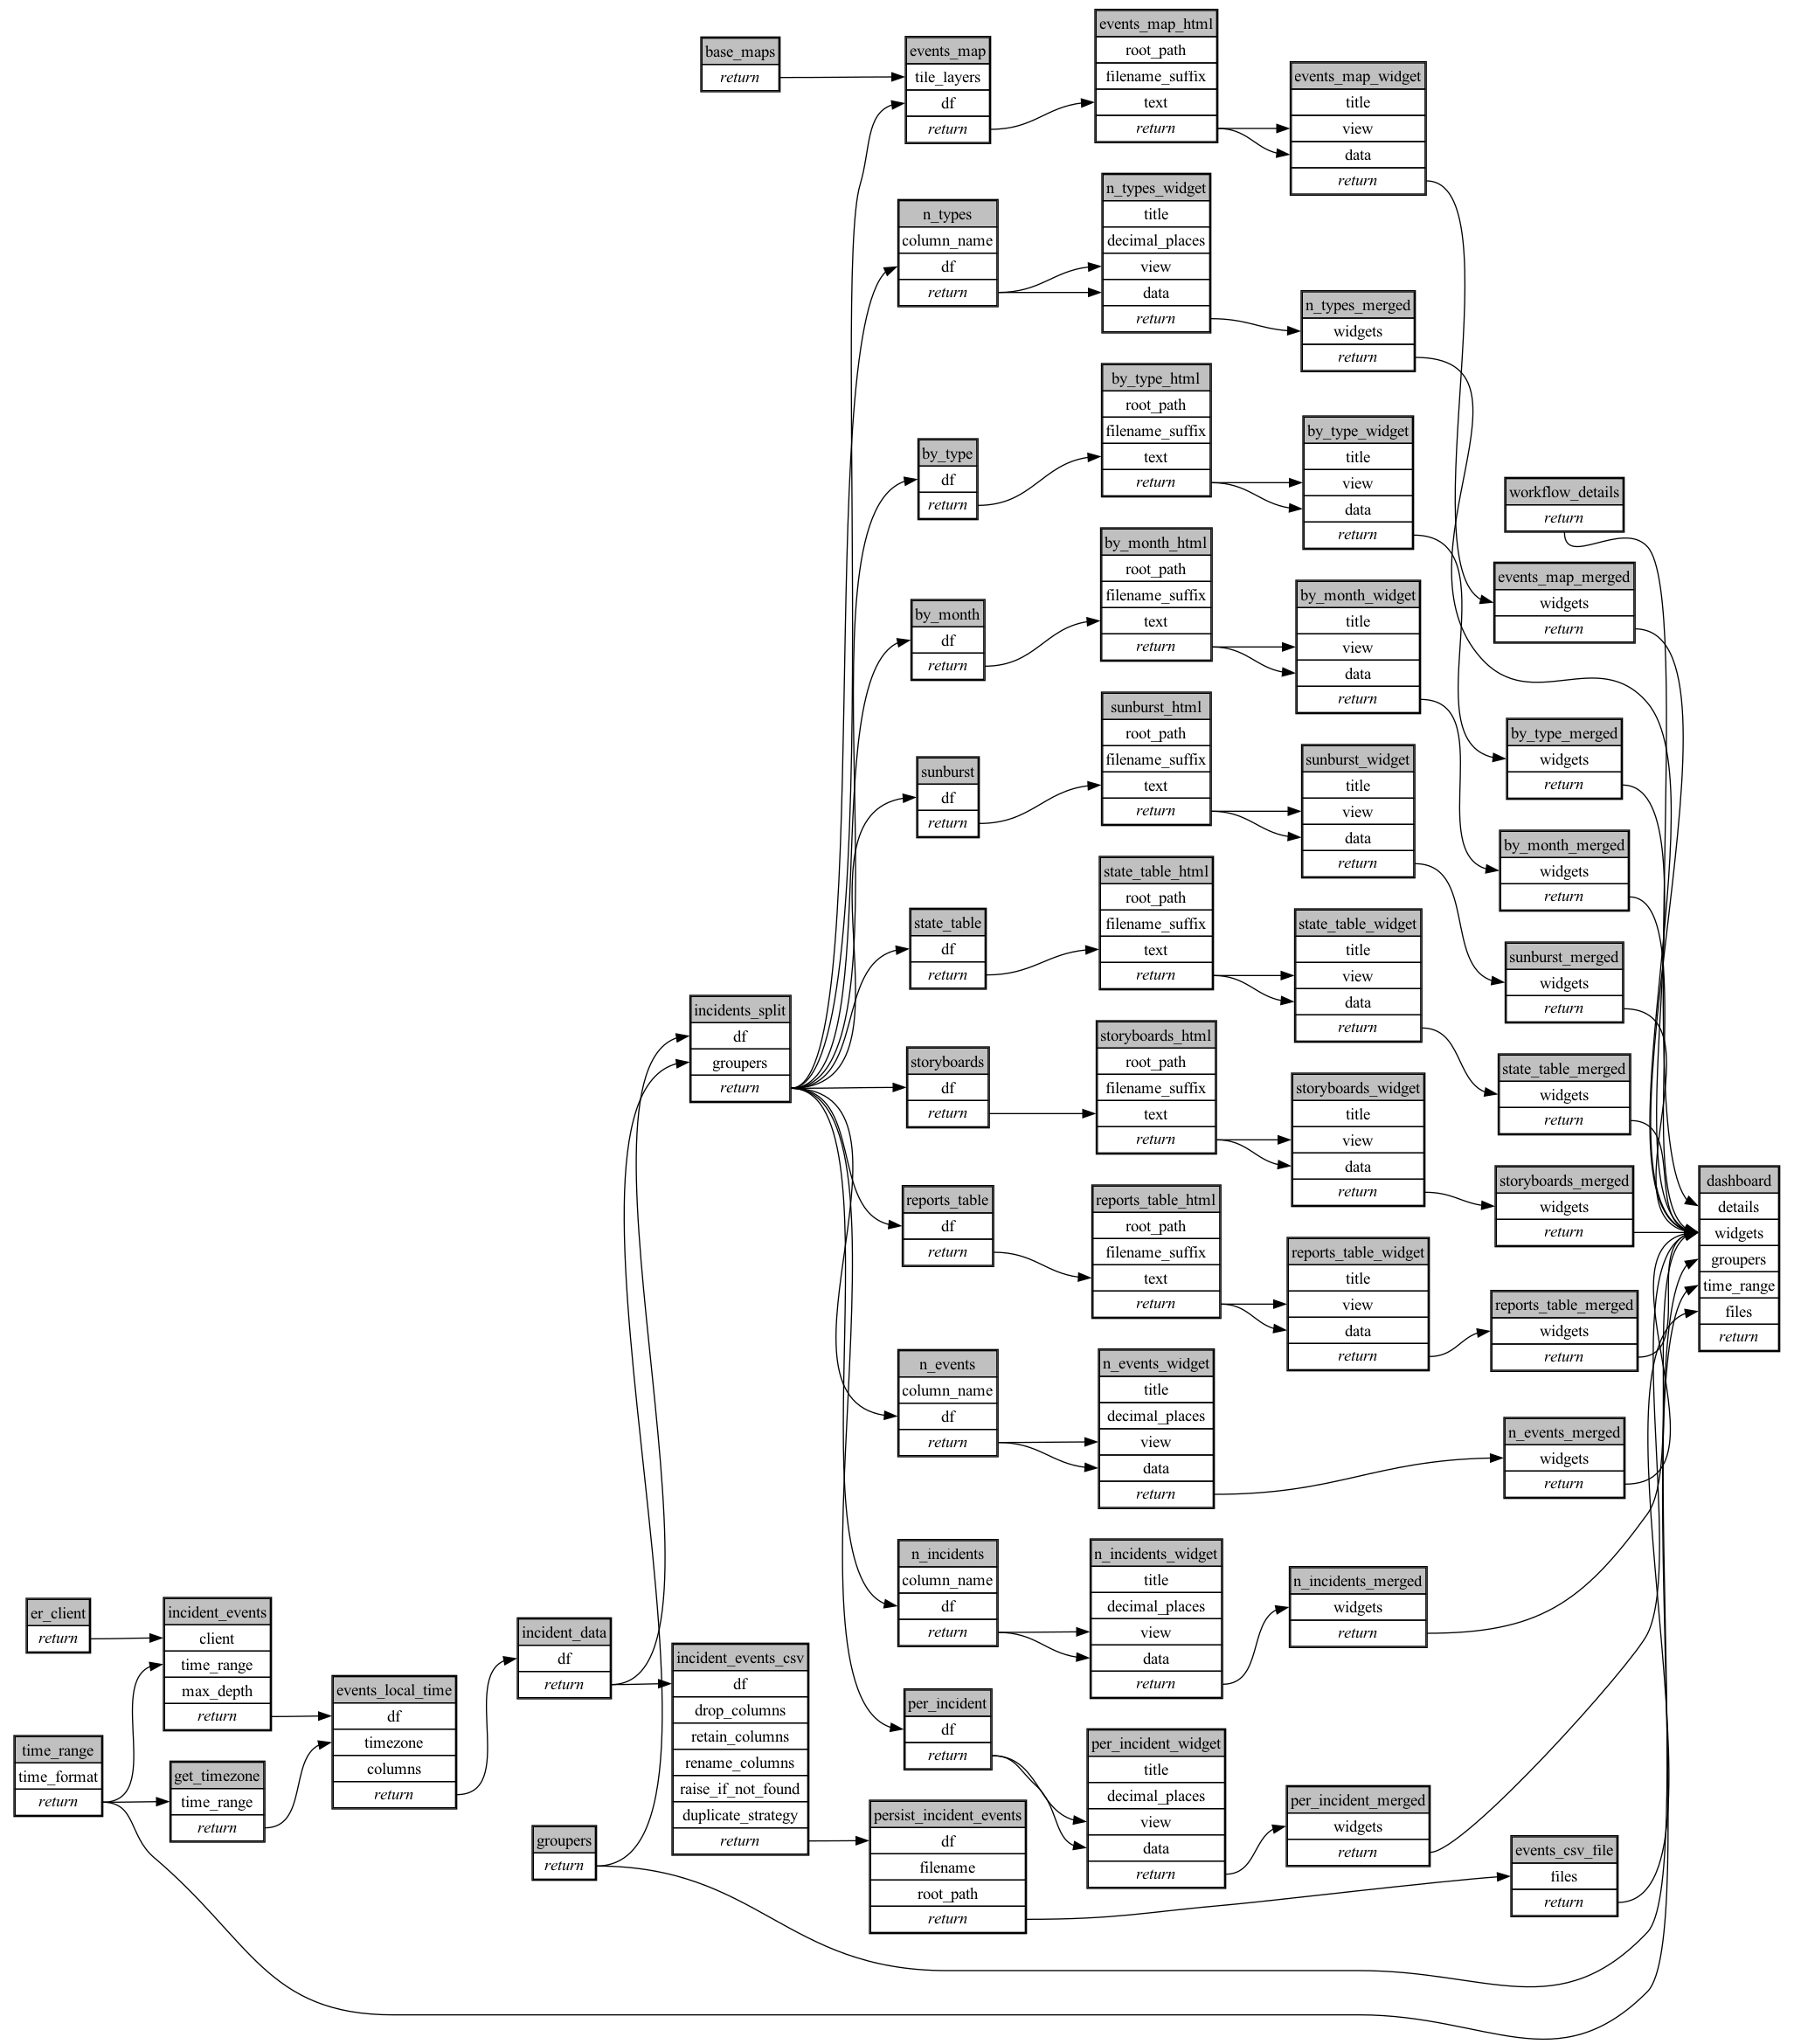 base_maps
return
events_map
tile_layers
df
return
events_map_html
root_path
filename_suffix
text
return
events_map_widget
title
view
data
return
n_types
column_name
df
return
n_types_widget
title
decimal_places
view
data
return
n_types_merged
widgets
return
by_type
df
return
by_type_html
root_path
filename_suffix
text
return
by_type_widget
title
view
data
return
workflow_details
return
events_map_merged
widgets
return
by_month
df
return
by_month_html
root_path
filename_suffix
text
return
by_month_widget
title
view
data
return
by_type_merged
widgets
return
by_month_merged
widgets
return
sunburst
df
return
sunburst_html
root_path
filename_suffix
text
return
sunburst_widget
title
view
data
return
sunburst_merged
widgets
return
state_table
df
return
state_table_html
root_path
filename_suffix
text
return
state_table_widget
title
view
data
return
state_table_merged
widgets
return
incidents_split
df
groupers
return
storyboards
df
return
storyboards_html
root_path
filename_suffix
text
return
storyboards_widget
title
view
data
return
storyboards_merged
widgets
return
dashboard
details
widgets
groupers
time_range
files
return
reports_table
df
return
reports_table_html
root_path
filename_suffix
text
return
reports_table_widget
title
view
data
return
reports_table_merged
widgets
return
n_events
column_name
df
return
n_events_widget
title
decimal_places
view
data
return
n_events_merged
widgets
return
n_incidents
column_name
df
return
n_incidents_widget
title
decimal_places
view
data
return
n_incidents_merged
widgets
return
er_client
return
incident_events
client
time_range
max_depth
return
time_range
time_format
return
get_timezone
time_range
return
events_local_time
df
timezone
columns
return
incident_data
df
return
groupers
return
incident_events_csv
df
drop_columns
retain_columns
rename_columns
raise_if_not_found
duplicate_strategy
return
per_incident
df
return
per_incident_widget
title
decimal_places
view
data
return
per_incident_merged
widgets
return
persist_incident_events
df
filename
root_path
return
events_csv_file
files
return